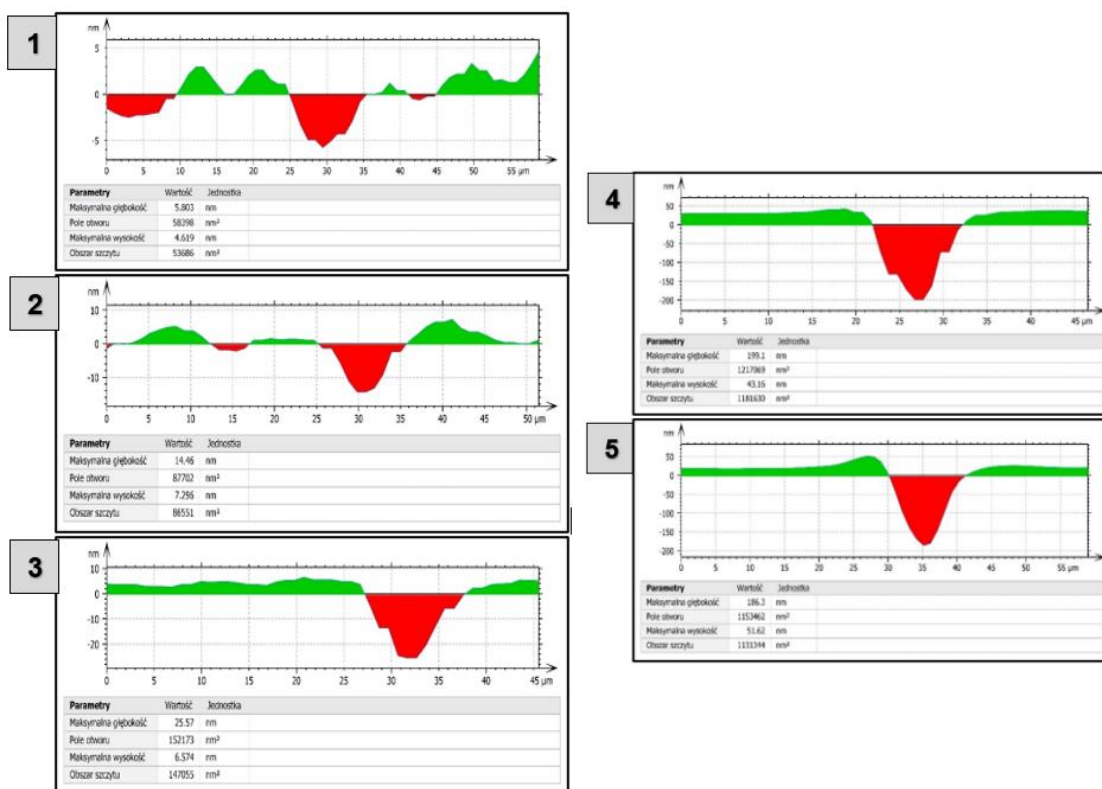 1
nm
5
0
-5
0 5 10 15 20 25 30 35 40 45 50 55 µm
Parametry Wartość Jednostka
Maksymalna głębokość 5.803 nm
Pole otworu 58398 nm²
Maksymalna wysokość 4.619 nm
Obszar szczytu 53686 nm²
2
nm
10
0
-10
0 5 10 15 20 25 30 35 40 45 50 µm
Parametry Wartość Jednostka
Maksymalna głębokość 14.46 nm
Pole otworu 87702 nm²
Maksymalna wysokość 7.296 nm
Obszar szczytu 86551 nm²
3
nm
10
0
-10
-20
0 5 10 15 20 25 30 35 40 45 µm
Parametry Wartość Jednostka
Maksymalna głębokość 25.57 nm
Pole otworu 152173 nm²
Maksymalna wysokość 6.574 nm
Obszar szczytu 147055 nm²
4
nm
50
0
-50
-100
-150
-200
0 5 10 15 20 25 30 35 40 45 µm
Parametry Wartość Jednostka
Maksymalna głębokość 199.1 nm
Pole otworu 1217069 nm²
Maksymalna wysokość 43.16 nm
Obszar szczytu 1181630 nm²
5
nm
50
0
-50
-100
-150
-200
0 5 10 15 20 25 30 35 40 45 50 55 µm
Parametry Wartość Jednostka
Maksymalna głębokość 186.3 nm
Pole otworu 1153462 nm²
Maksymalna wysokość 51.62 nm
Obszar szczytu 1131344 nm²